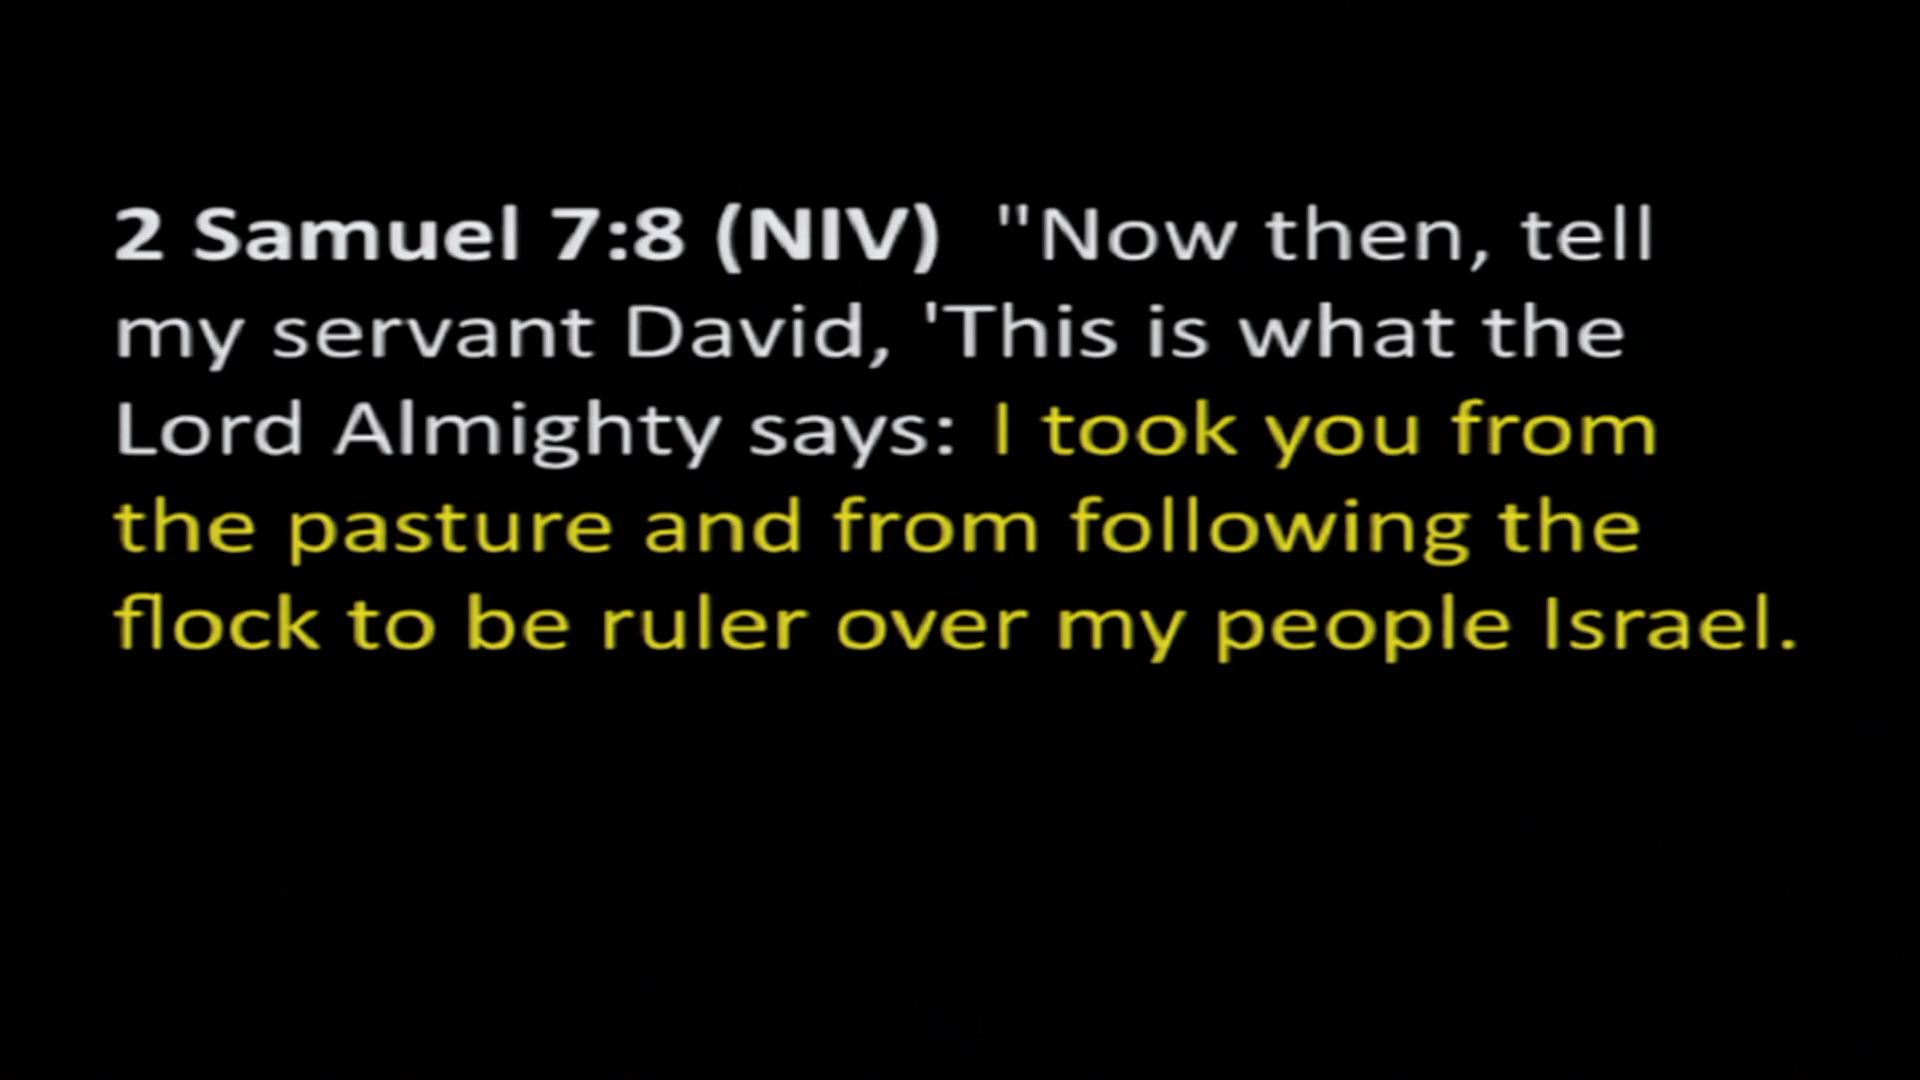 2 Samuel 7:8 (NIV)  "Now then, tell
my servant David, 'This is what the
Lord Almighty says: I took you from
the pasture and from following the
flock to be ruler over my people Israel.